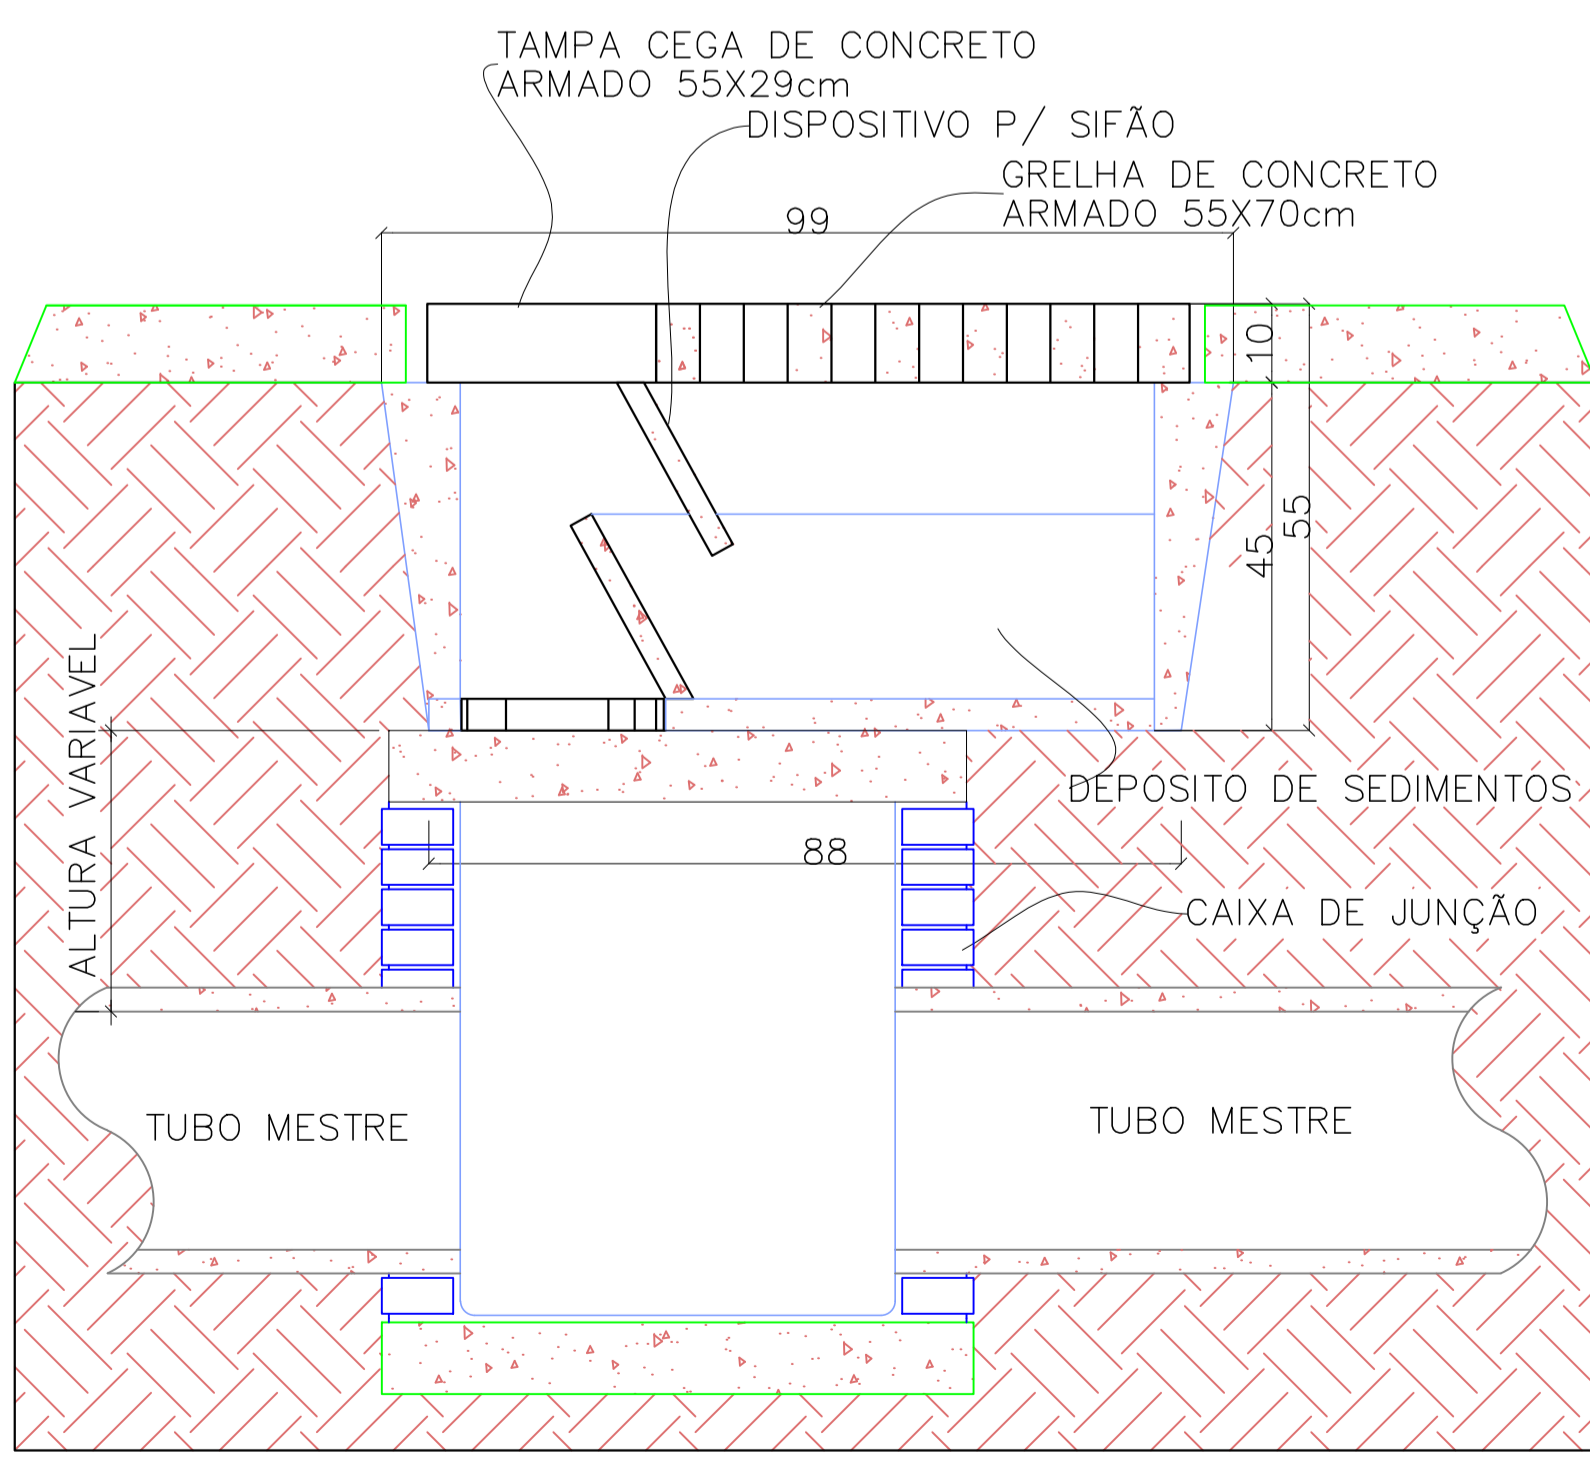 TAMPA CEGA DE CONCRETO
ARMADO 55X29cm
DISPOSITIVO P/ SIFÃO
GRELHA DE CONCRETO
ARMADO 55X70cm
99
10
45
55
ALTURA VARIAVEL
DEPOSITO DE SEDIMENTOS
88
CAIXA DE JUNÇÃO
TUBO MESTRE
TUBO MESTRE